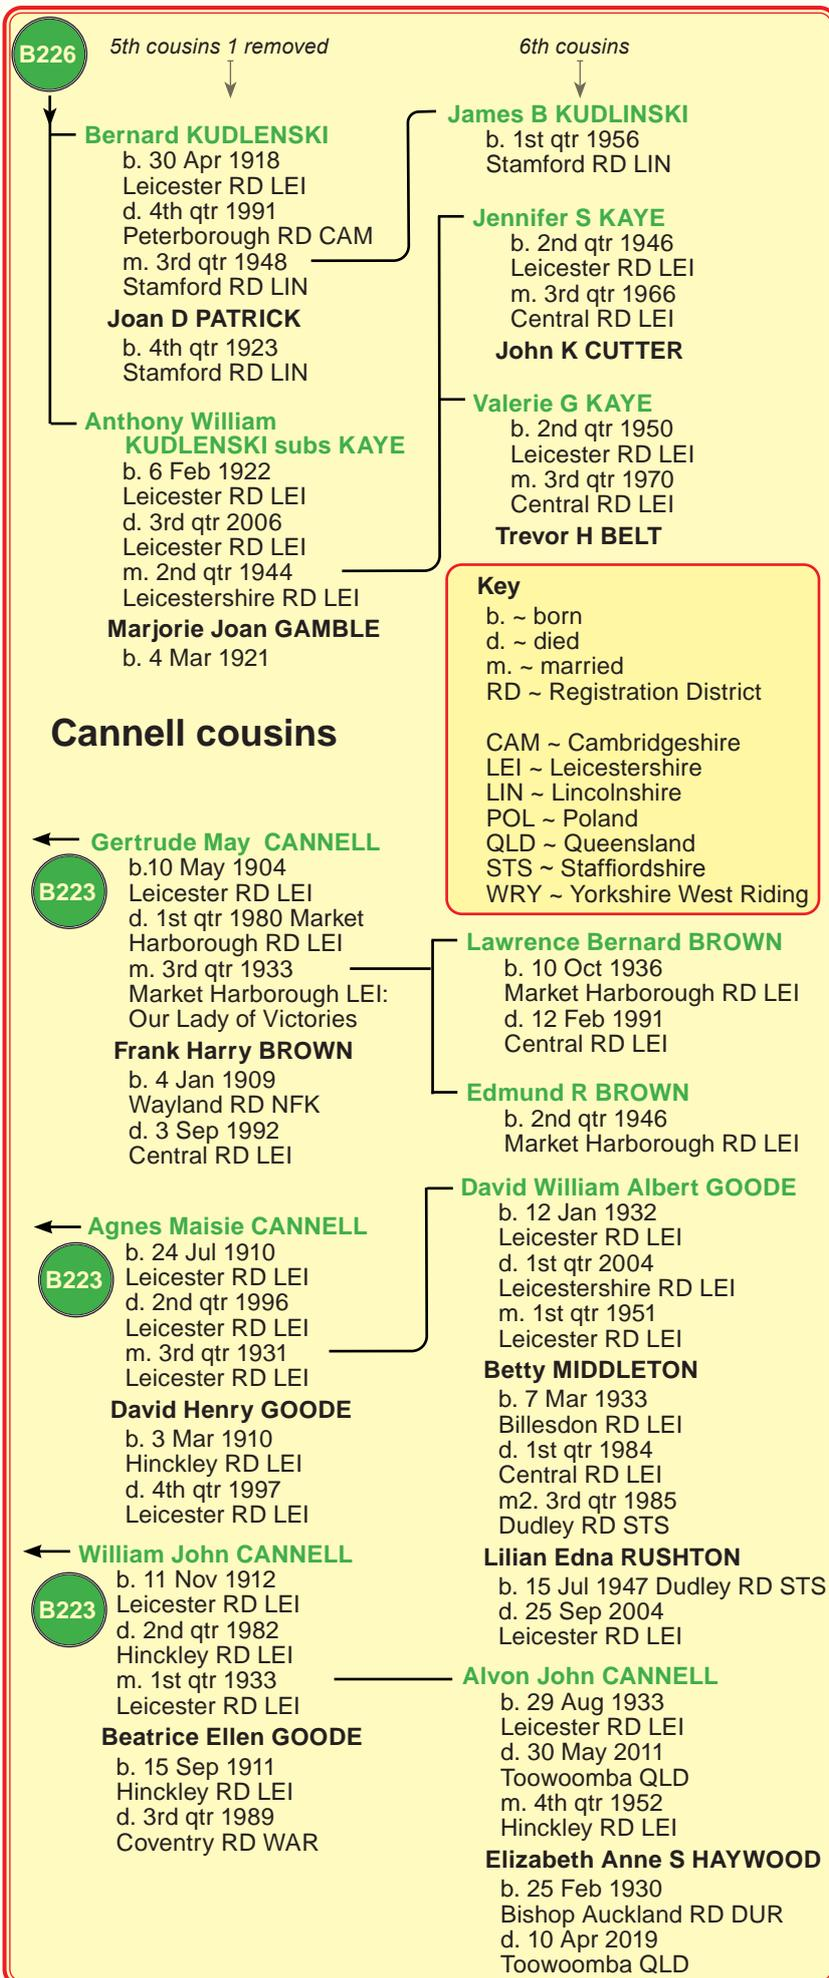 B226
5th cousins 1 removed
6th cousins
Bernard KUDLENSKI
b. 30 Apr 1918
Leicester RD LEI
d. 4th qtr 1991
Peterborough RD CAM
m. 3rd qtr 1948
Stamford RD LIN
Joan D PATRICK
b. 4th qtr 1923
Stamford RD LIN
James B KUDLINSKI
b. 1st qtr 1956
Stamford RD LIN
Anthony William
KUDLENSKI subs KAYE
b. 6 Feb 1922
Leicester RD LEI
d. 3rd qtr 2006
Leicester RD LEI
m. 2nd qtr 1944
Leicestershire RD LEI
Marjorie Joan GAMBLE
b. 4 Mar 1921
Jennifer S KAYE
b. 2nd qtr 1946
Leicester RD LEI
m. 3rd qtr 1966
Central RD LEI
John K CUTTER
Valerie G KAYE
b. 2nd qtr 1950
Leicester RD LEI
m. 3rd qtr 1970
Central RD LEI
Trevor H BELT
Key
b. ~ born
d. ~ died
m. ~ married
RD ~ Registration District
CAM ~ Cambridgeshire
LEI ~ Leicestershire
LIN ~ Lincolnshire
POL ~ Poland
QLD ~ Queensland
STS ~ Staffiordshire
WRY ~ Yorkshire West Riding
Cannell cousins
Gertrude May CANNELL
B223
b.10 May 1904
Leicester RD LEI
d. 1st qtr 1980 Market
Harborough RD LEI
m. 3rd qtr 1933
Market Harborough LEI:
Our Lady of Victories
Frank Harry BROWN
b. 4 Jan 1909
Wayland RD NFK
d. 3 Sep 1992
Central RD LEI
Lawrence Bernard BROWN
b. 10 Oct 1936
Market Harborough RD LEI
d. 12 Feb 1991
Central RD LEI
Edmund R BROWN
b. 2nd qtr 1946
Market Harborough RD LEI
Agnes Maisie CANNELL
B223
b. 24 Jul 1910
Leicester RD LEI
d. 2nd qtr 1996
Leicester RD LEI
m. 3rd qtr 1931
Leicester RD LEI
David Henry GOODE
b. 3 Mar 1910
Hinckley RD LEI
d. 4th qtr 1997
Leicester RD LEI
David William Albert GOODE
b. 12 Jan 1932
Leicester RD LEI
d. 1st qtr 2004
Leicestershire RD LEI
m. 1st qtr 1951
Leicester RD LEI
Betty MIDDLETON
b. 7 Mar 1933
Billesdon RD LEI
d. 1st qtr 1984
Central RD LEI
m2. 3rd qtr 1985
Dudley RD STS
Lilian Edna RUSHTON
b. 15 Jul 1947 Dudley RD STS
d. 25 Sep 2004
Leicester RD LEI
William John CANNELL
B223
b. 11 Nov 1912
Leicester RD LEI
d. 2nd qtr 1982
Hinckley RD LEI
m. 1st qtr 1933
Leicester RD LEI
Beatrice Ellen GOODE
b. 15 Sep 1911
Hinckley RD LEI
d. 3rd qtr 1989
Coventry RD WAR
Alvon John CANNELL
b. 29 Aug 1933
Leicester RD LEI
d. 30 May 2011
Toowoomba QLD
m. 4th qtr 1952
Hinckley RD LEI
Elizabeth Anne S HAYWOOD
b. 25 Feb 1930
Bishop Auckland RD DUR
d. 10 Apr 2019
Toowoomba QLD